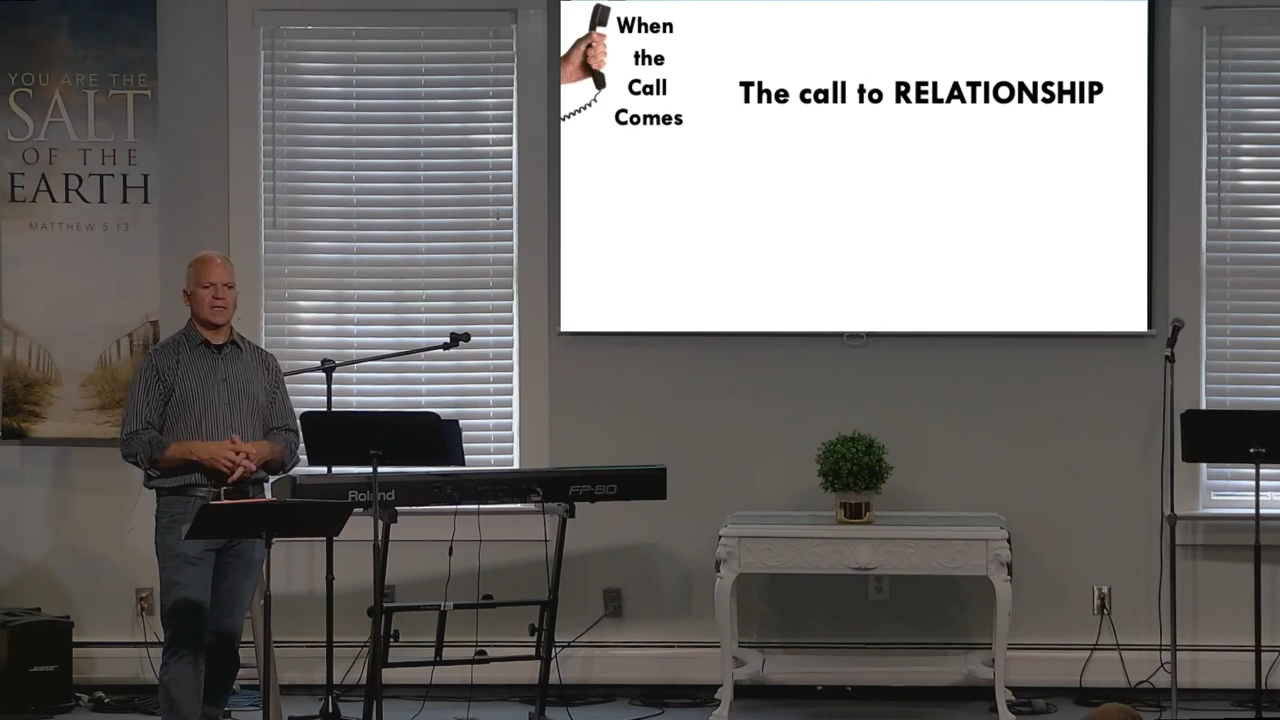 YOU ARE THE
SALT
OF THE
EARTH
MATTHEW 5:13
When
the
Call
Comes
The call to RELATIONSHIP
Roland
FP-80